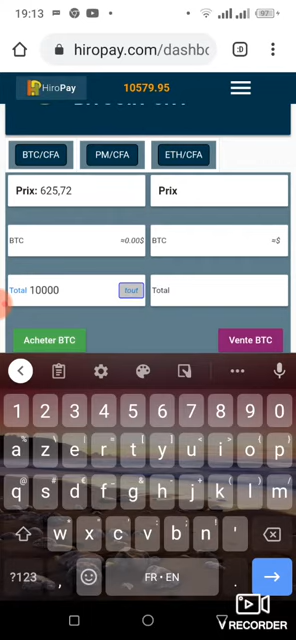 19:13
97
hiropay.com/dashbo
:D
HiroPay
10579.95
BTC/CFA PM/CFA ETH/CFA
Prix: 625,72 Prix
BTC ≈0.00$ BTC ≈$
Total 10000 tout Total
Acheter BTC Vente BTC
1 2 3 4 5 6 7 8 9 0
a z e r t y u i o p
q s d f g h j k l m
w x c v b n '
?123 , FR • EN .
RECORDER